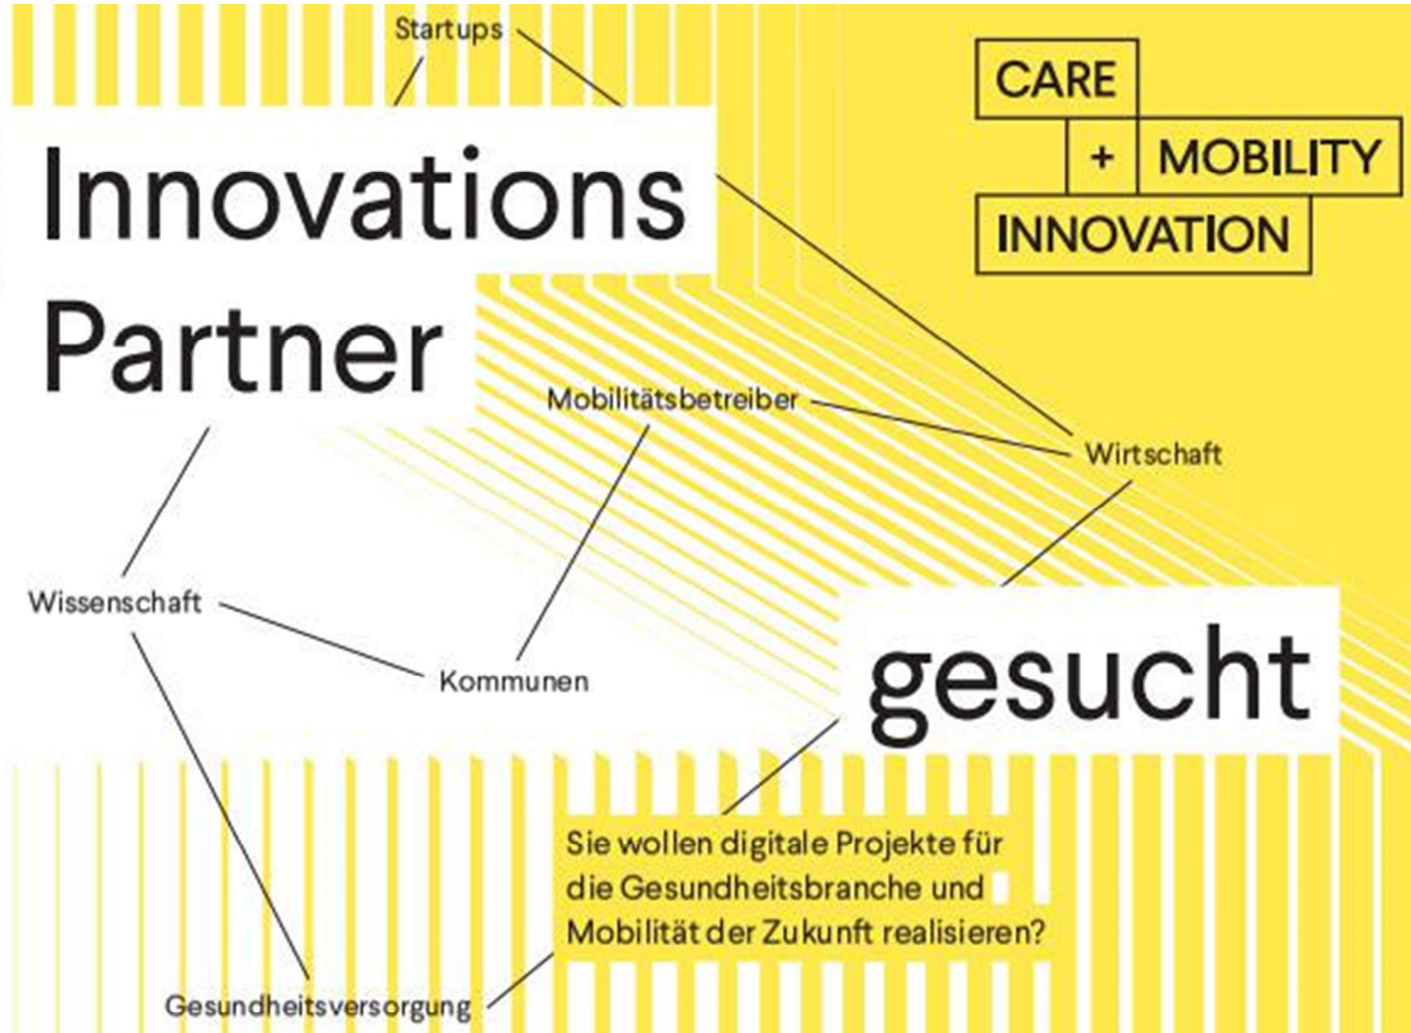 Startups
CARE
+ MOBILITY
INNOVATION
Innovations
Partner
Mobilitätsbetreiber
Wirtschaft
Wissenschaft
Kommunen
gesucht
Sie wollen digitale Projekte für
die Gesundheitsbranche und
Mobilität der Zukunft realisieren?
Gesundheitsversorgung